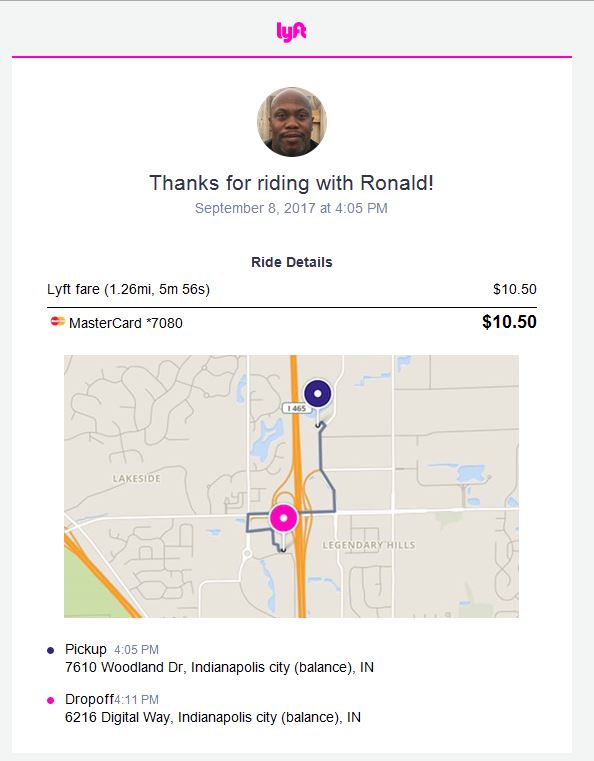 lyft
Thanks for riding with Ronald!
September 8, 2017 at 4:05 PM
Ride Details
Lyft fare (1.26mi, 5m 56s) $10.50
MasterCard *7080 $10.50
I 465
LAKESIDE
LEGENDARY HILLS
Pickup 4:05 PM
7610 Woodland Dr, Indianapolis city (balance), IN
Dropoff4:11 PM
6216 Digital Way, Indianapolis city (balance), IN